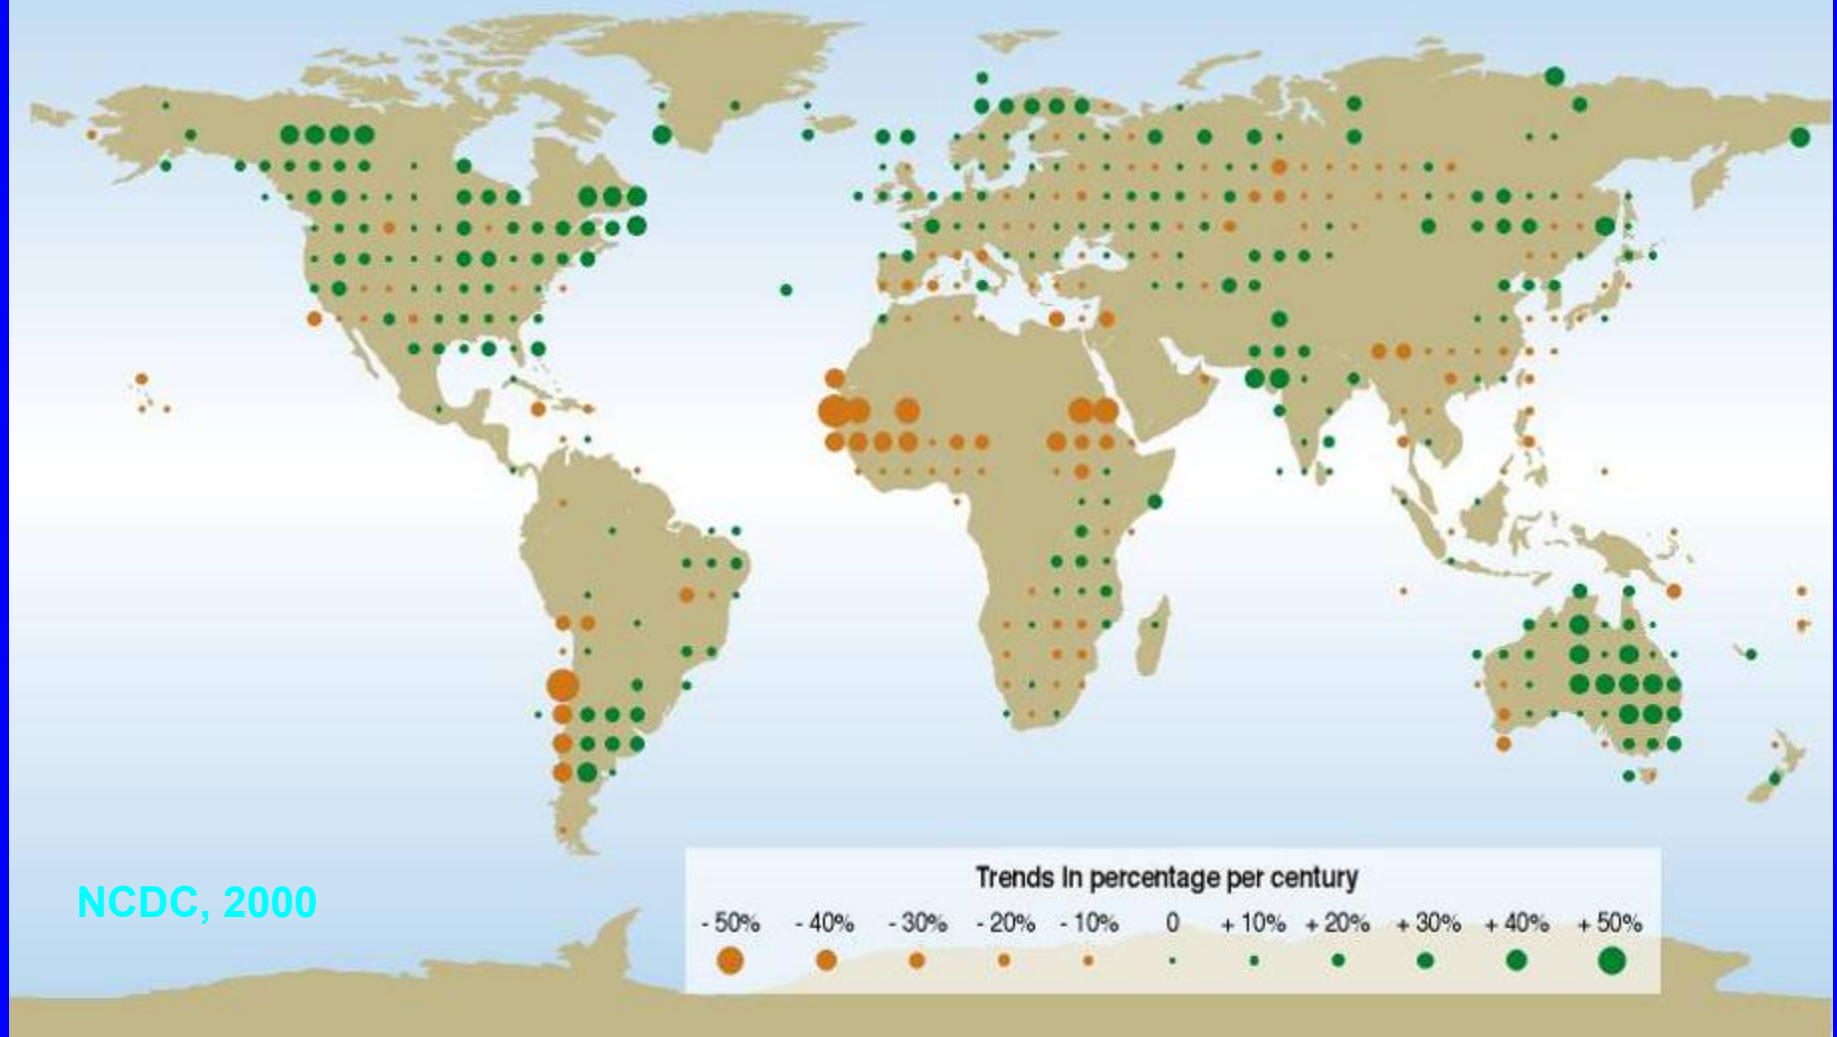 NCDC, 2000
Trends In percentage per century
- 50% - 40% - 30% - 20% - 10% 0 + 10% + 20% + 30% + 40% + 50%